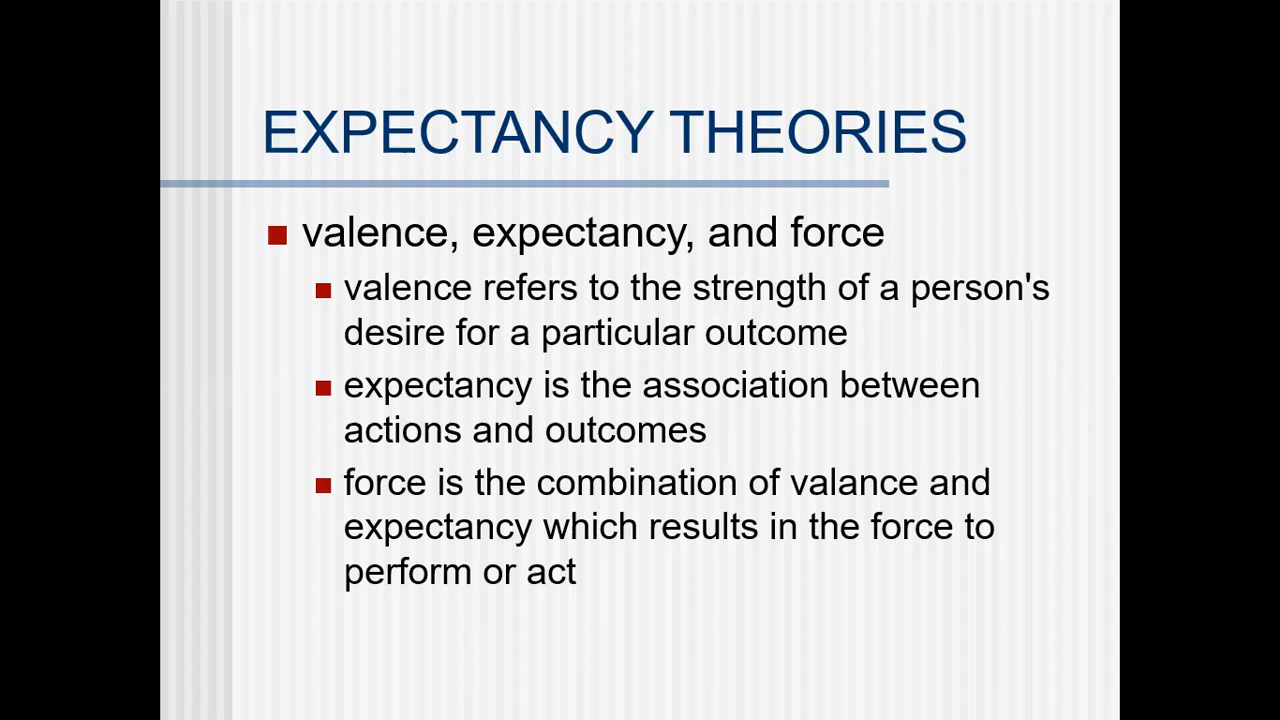 EXPECTANCY THEORIES
valence, expectancy, and force
valence refers to the strength of a person's
desire for a particular outcome
expectancy is the association between
actions and outcomes
force is the combination of valance and
expectancy which results in the force to
perform or act